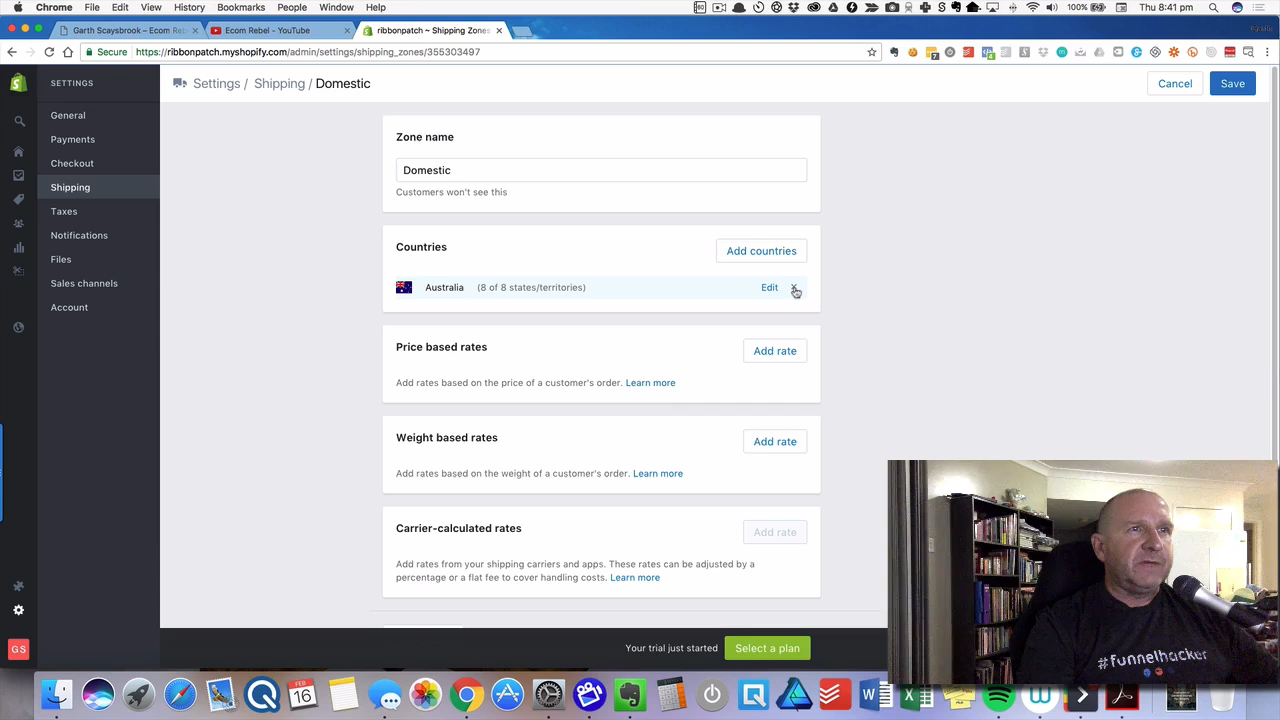 Chrome File Edit View History Bookmarks People Window Help
100% Thu 8:41 pm
Garth Scaysbrook – Ecom Reb
Ecom Rebel - YouTube
ribbonpatch ~ Shipping Zones
Secure https://ribbonpatch.myshopify.com/admin/settings/shipping_zones/355303497
SETTINGS
Settings / Shipping / Domestic
Cancel
Save
General
Payments
Checkout
Shipping
Taxes
Notifications
Files
Sales channels
Account
Zone name
Domestic
Customers won't see this
Countries
Add countries
Australia (8 of 8 states/territories) Edit
Price based rates
Add rate
Add rates based on the price of a customer's order. Learn more
Weight based rates
Add rate
Add rates based on the weight of a customer's order. Learn more
Carrier-calculated rates
Add rate
Add rates from your shipping carriers and apps. These rates can be adjusted by a
percentage or a flat fee to cover handling costs. Learn more
GS
Your trial just started
Select a plan
#funnelhacker
FEB
16